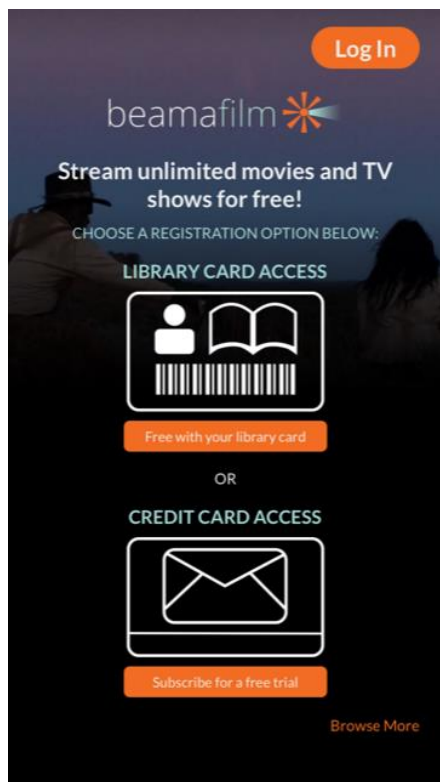 Log In
beamafilm
Stream unlimited movies and TV
shows for free!
CHOOSE A REGISTRATION OPTION BELOW:
LIBRARY CARD ACCESS
Free with your library card
OR
CREDIT CARD ACCESS
Subscribe for a free trial
Browse More